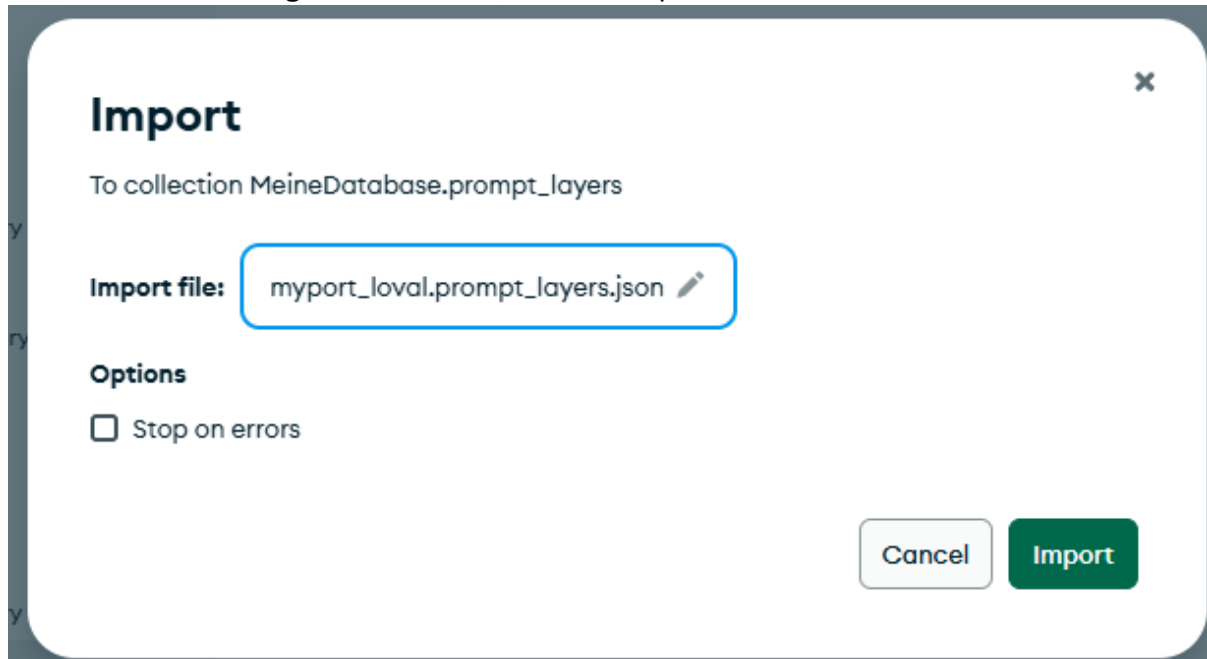 Import
To collection MeineDatabase.prompt_layers
Import file: myport_loval.prompt_layers.json
Options
Stop on errors
Cancel Import